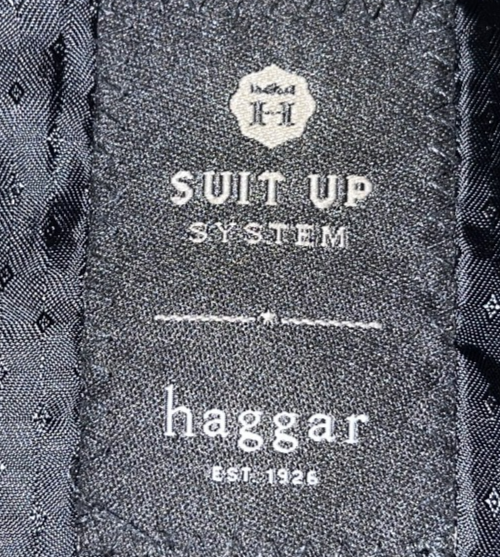 H
SUIT UP
SYSTEM
haggar
EST. 1926